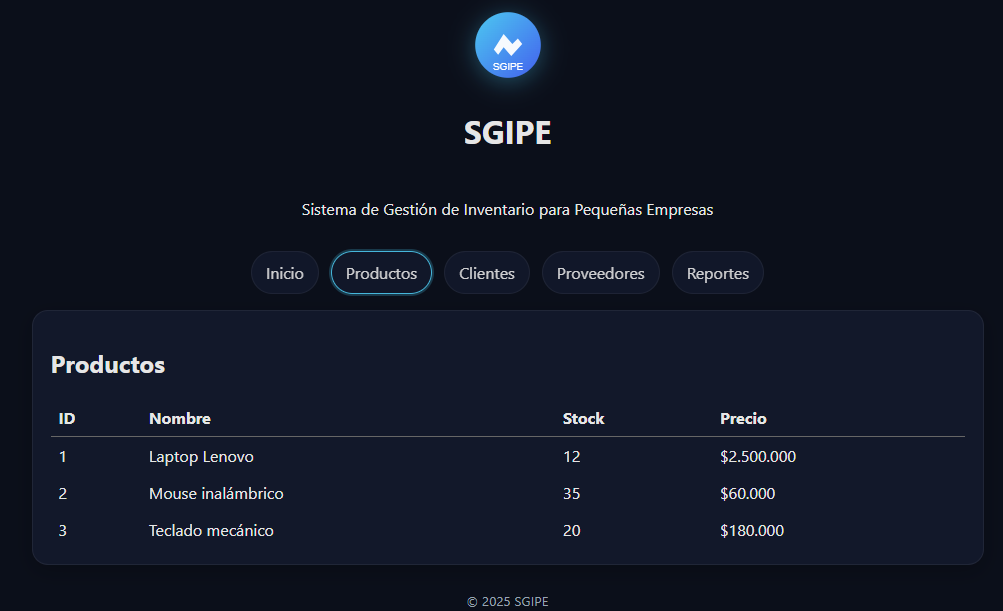 SGIPE
SGIPE
Sistema de Gestión de Inventario para Pequeñas Empresas
Inicio Productos Clientes Proveedores Reportes
Productos
ID Nombre Stock Precio
1 Laptop Lenovo 12 $2.500.000
2 Mouse inalámbrico 35 $60.000
3 Teclado mecánico 20 $180.000
© 2025 SGIPE